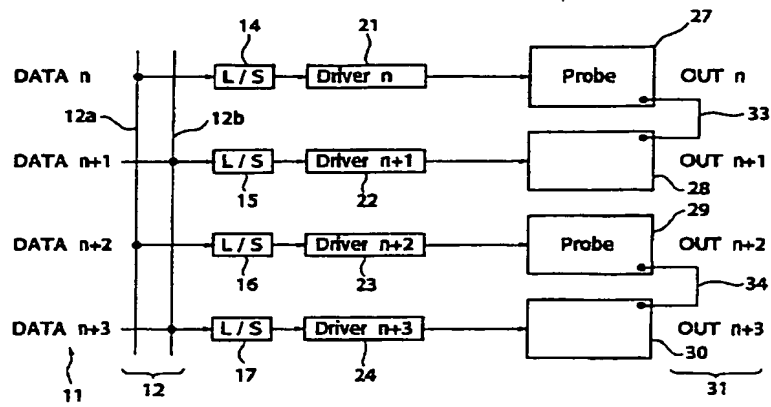 14 21 27
DATA n L / S Driver n Probe OUT n
12a 12b 33
DATA n+1 L / S Driver n+1 OUT n+1
15 22 28
29
DATA n+2 L / S Driver n+2 Probe OUT n+2
16 23 34
DATA n+3 L / S Driver n+3 OUT n+3
30
11 12 17 24 31